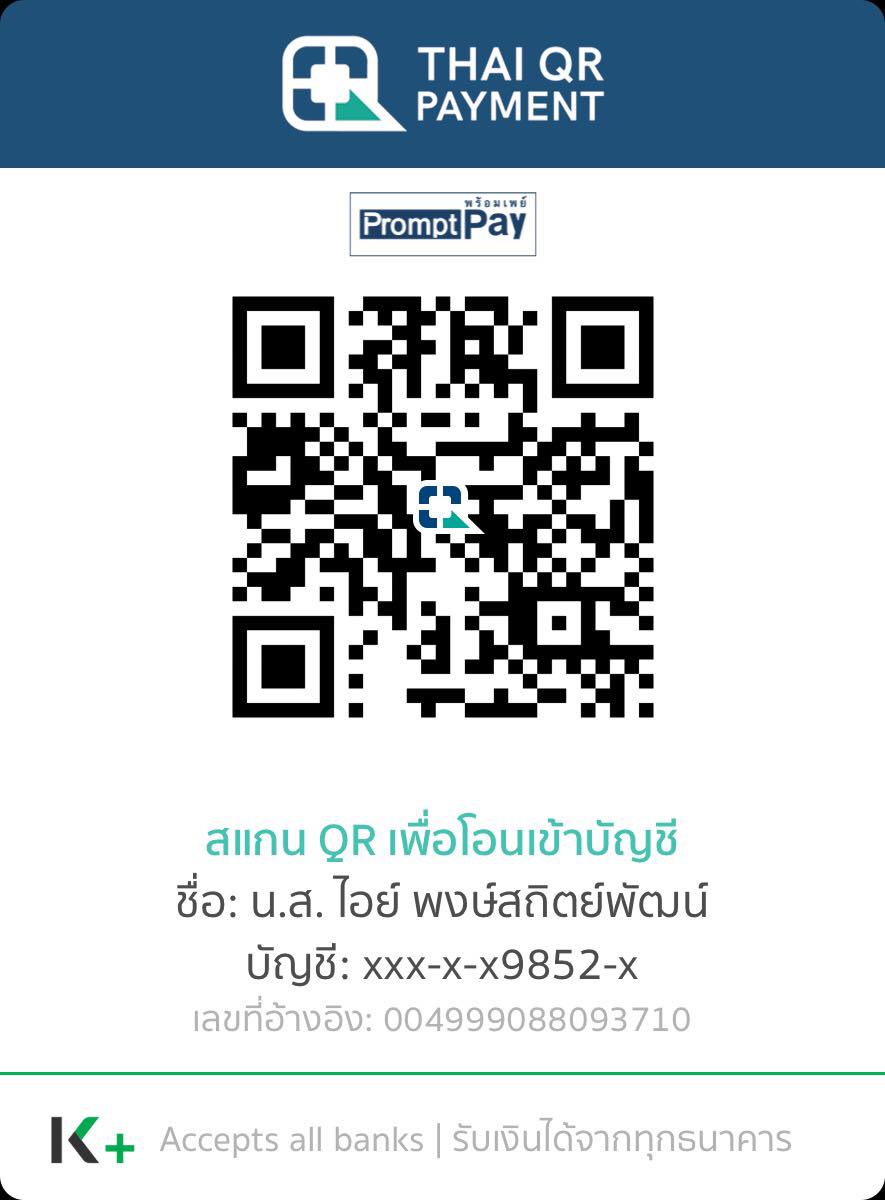 THAI QR
PAYMENT
พร้อมเพย์
PromptPay
สแกน QR เพื่อโอนเข้าบัญชี
ชื่อ: น.ส. ไอย์ พงษ์สถิตย์พัฒน์
บัญชี: xxx-x-x9852-x
เลขที่อ้างอิง: 004999088093710
K+ Accepts all banks | รับเงินได้จากทุกธนาคาร